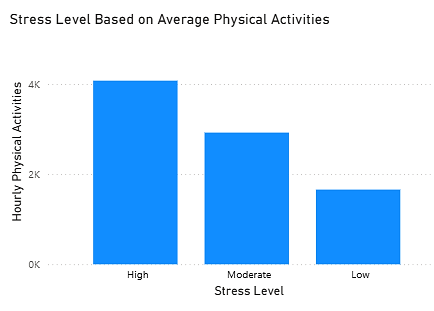 Stress Level Based on Average Physical Activities
Hourly Physical Activities
4K
2K
0K
High Moderate Low
Stress Level